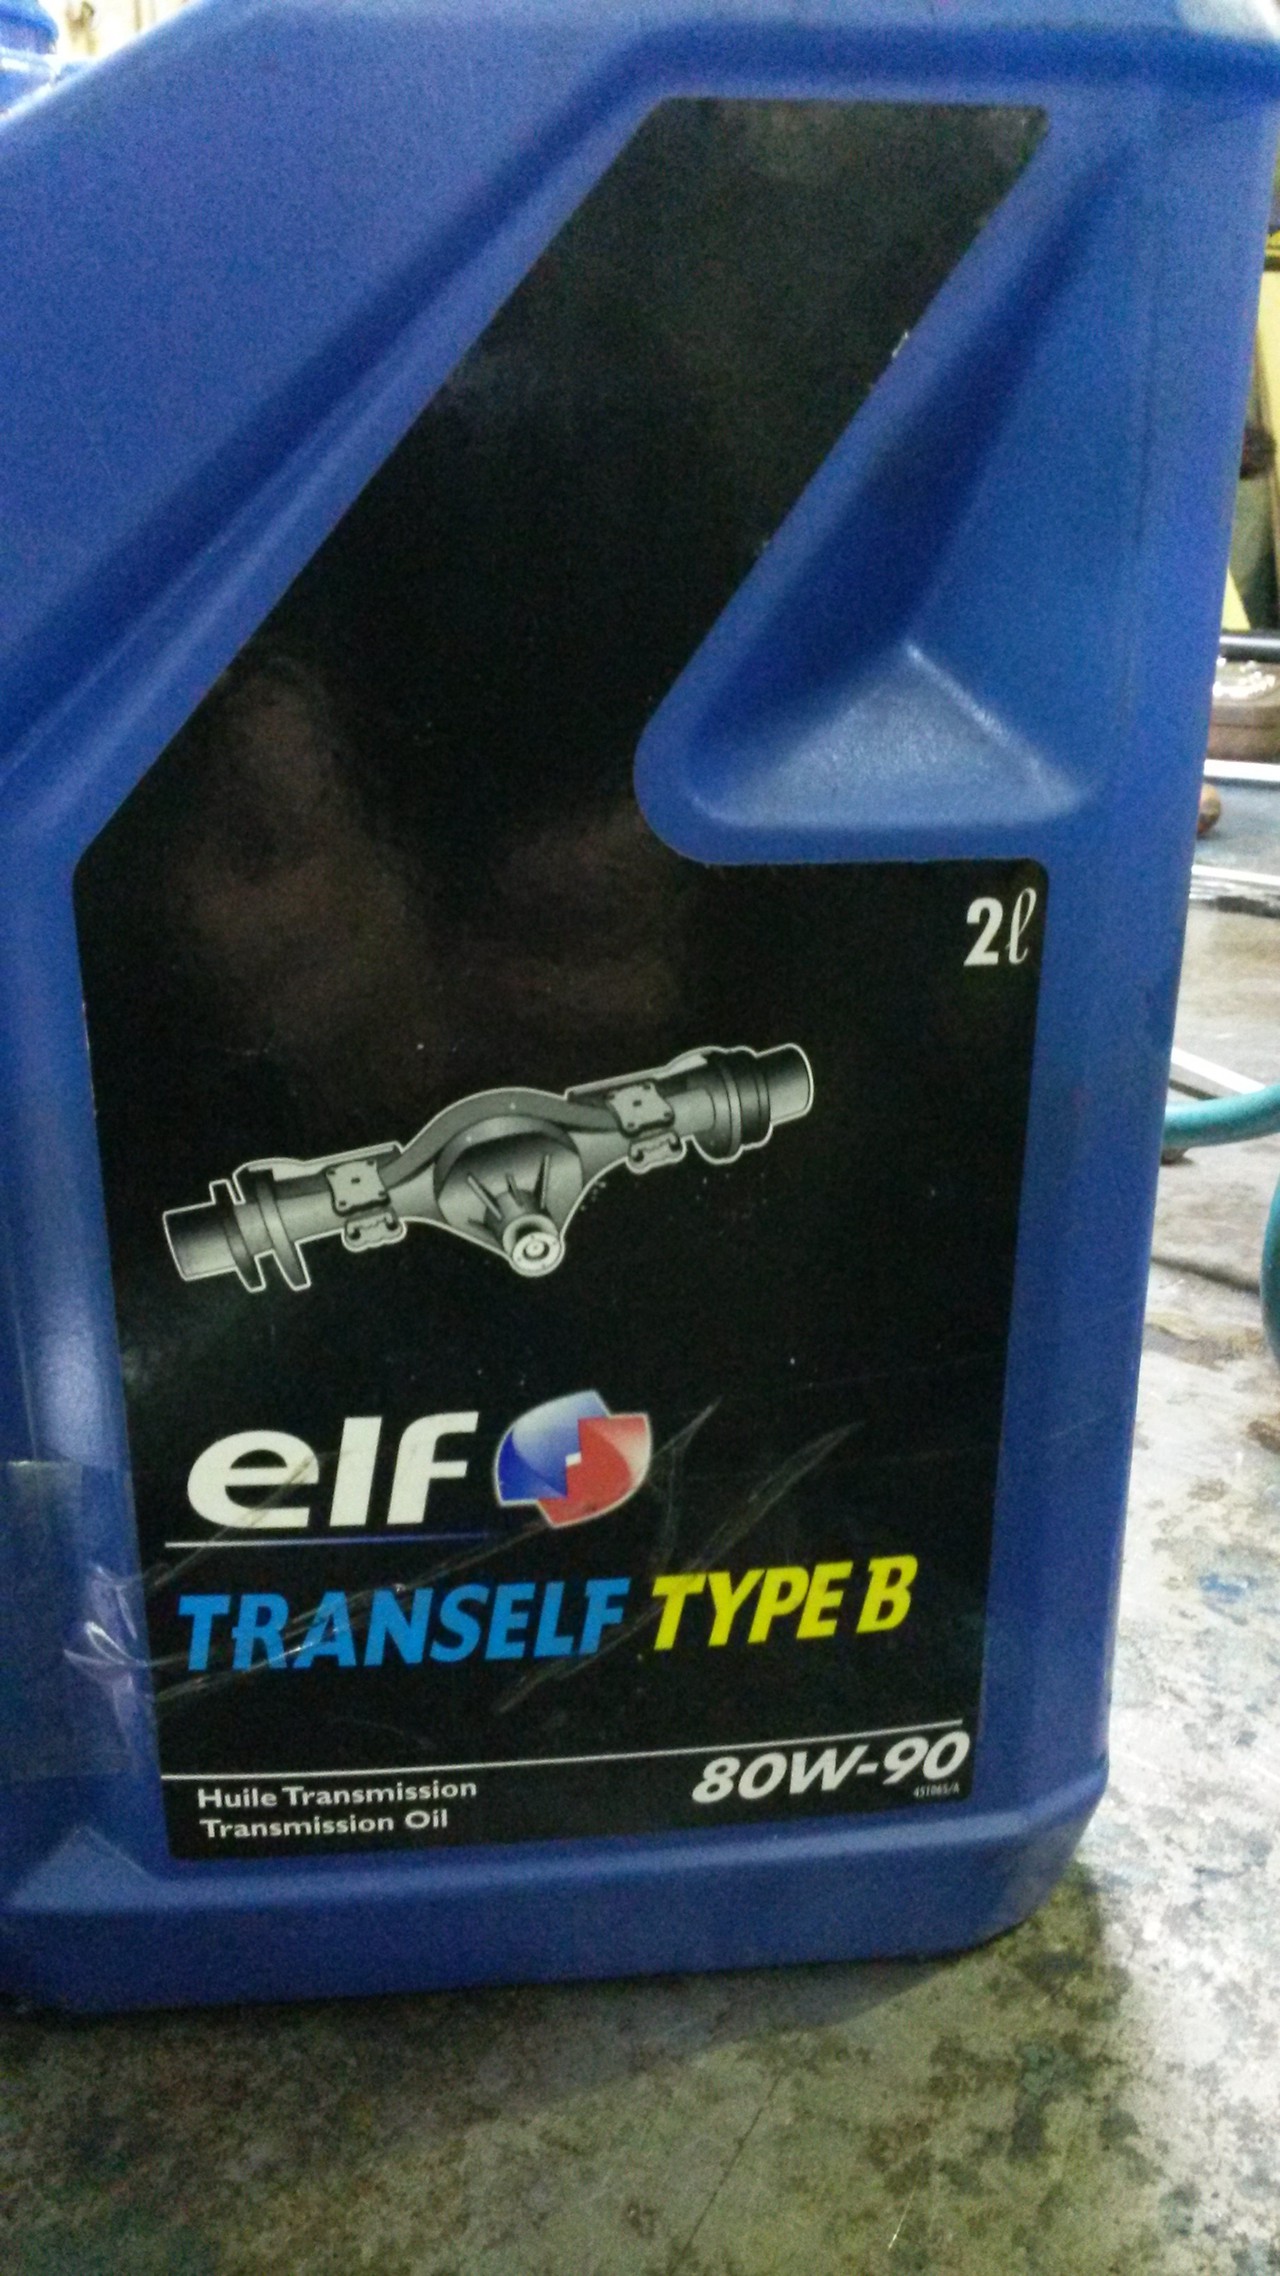 2ℓ
elf
TRANSELF TYPE B
80W-90
Huile Transmission
Transmission Oil